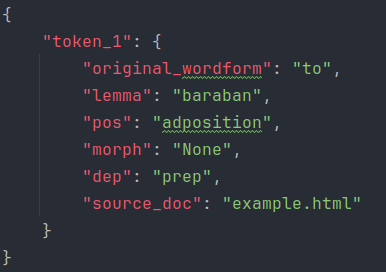 {
    "token_1": {
        "original_wordform": "to",
        "lemma": "baraban",
        "pos": "adposition",
        "morph": "None",
        "dep": "prep",
        "source_doc": "example.html"
    }
}